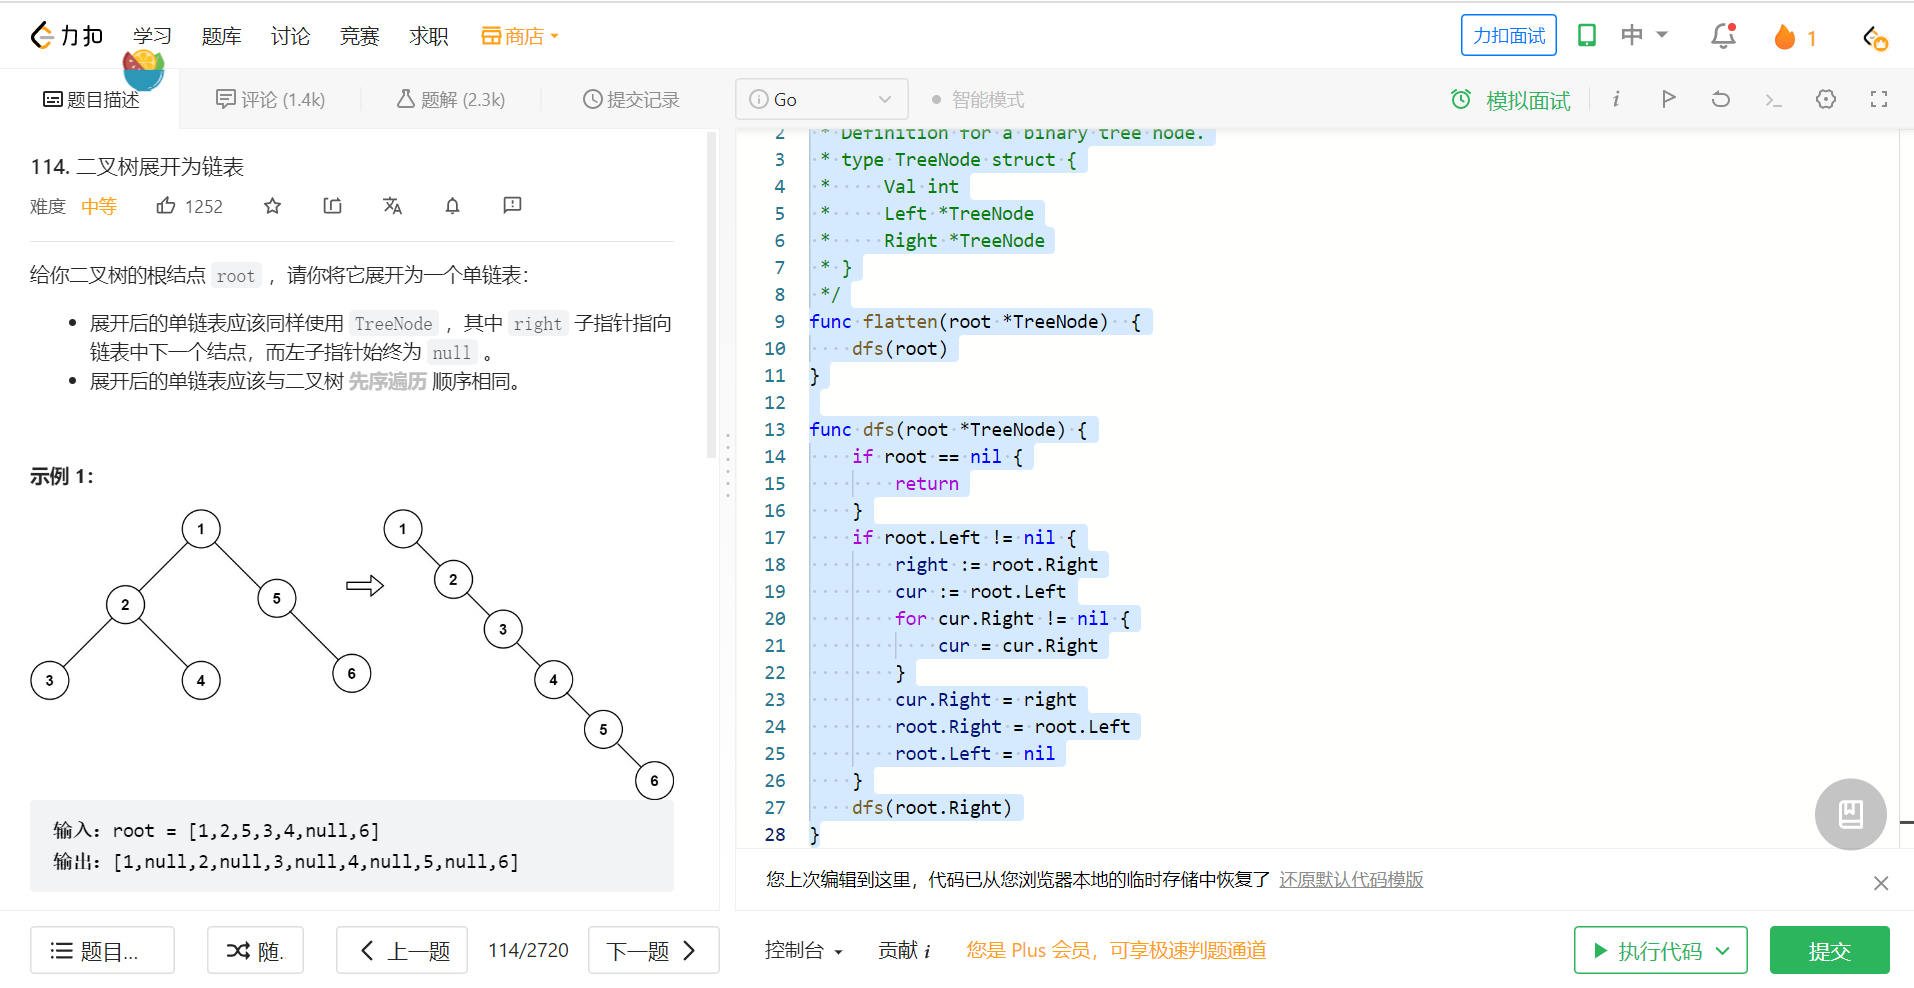 力扣 学习 题库 讨论 竞赛 求职 商店 力扣面试 中 1
题目描述 评论 (1.4k) 题解 (2.3k) 提交记录 Go 智能模式 模拟面试
114. 二叉树展开为链表
难度 中等 1252
给你二叉树的根结点 root ，请你将它展开为一个单链表：
展开后的单链表应该同样使用 TreeNode ，其中 right 子指针指向
链表中下一个结点，而左子指针始终为 null 。
展开后的单链表应该与二叉树 先序遍历 顺序相同。
示例 1：
1
2
5
3
4
6
1
2
3
4
5
6
输入：root = [1,2,5,3,4,null,6]
输出：[1,null,2,null,3,null,4,null,5,null,6]
2 * Definition for a binary tree node.
3 * type TreeNode struct {
4 * Val int
5 * Left *TreeNode
6 * Right *TreeNode
7 * }
8 */
9 func flatten(root *TreeNode) {
10 dfs(root)
11 }
12
13 func dfs(root *TreeNode) {
14 if root == nil {
15 return
16 }
17 if root.Left != nil {
18 right := root.Right
19 cur := root.Left
20 for cur.Right != nil {
21 cur = cur.Right
22 }
23 cur.Right = right
24 root.Right = root.Left
25 root.Left = nil
26 }
27 dfs(root.Right)
28 }
您上次编辑到这里，代码已从您浏览器本地的临时存储中恢复了 还原默认代码模版
题目... 随. 上一题 114/2720 下一题 控制台 贡献 i 您是 Plus 会员，可享极速判题通道 执行代码 提交